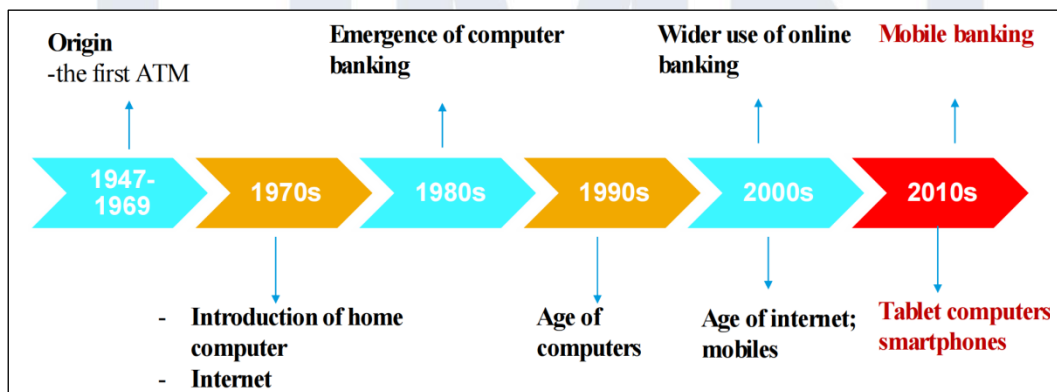 Origin
-the first ATM
Emergence of computer
banking
Wider use of online
banking
Mobile banking
1947-
1969
1970s
1980s
1990s
2000s
2010s
- Introduction of home
computer
- Internet
Age of
computers
Age of internet;
mobiles
Tablet computers
smartphones